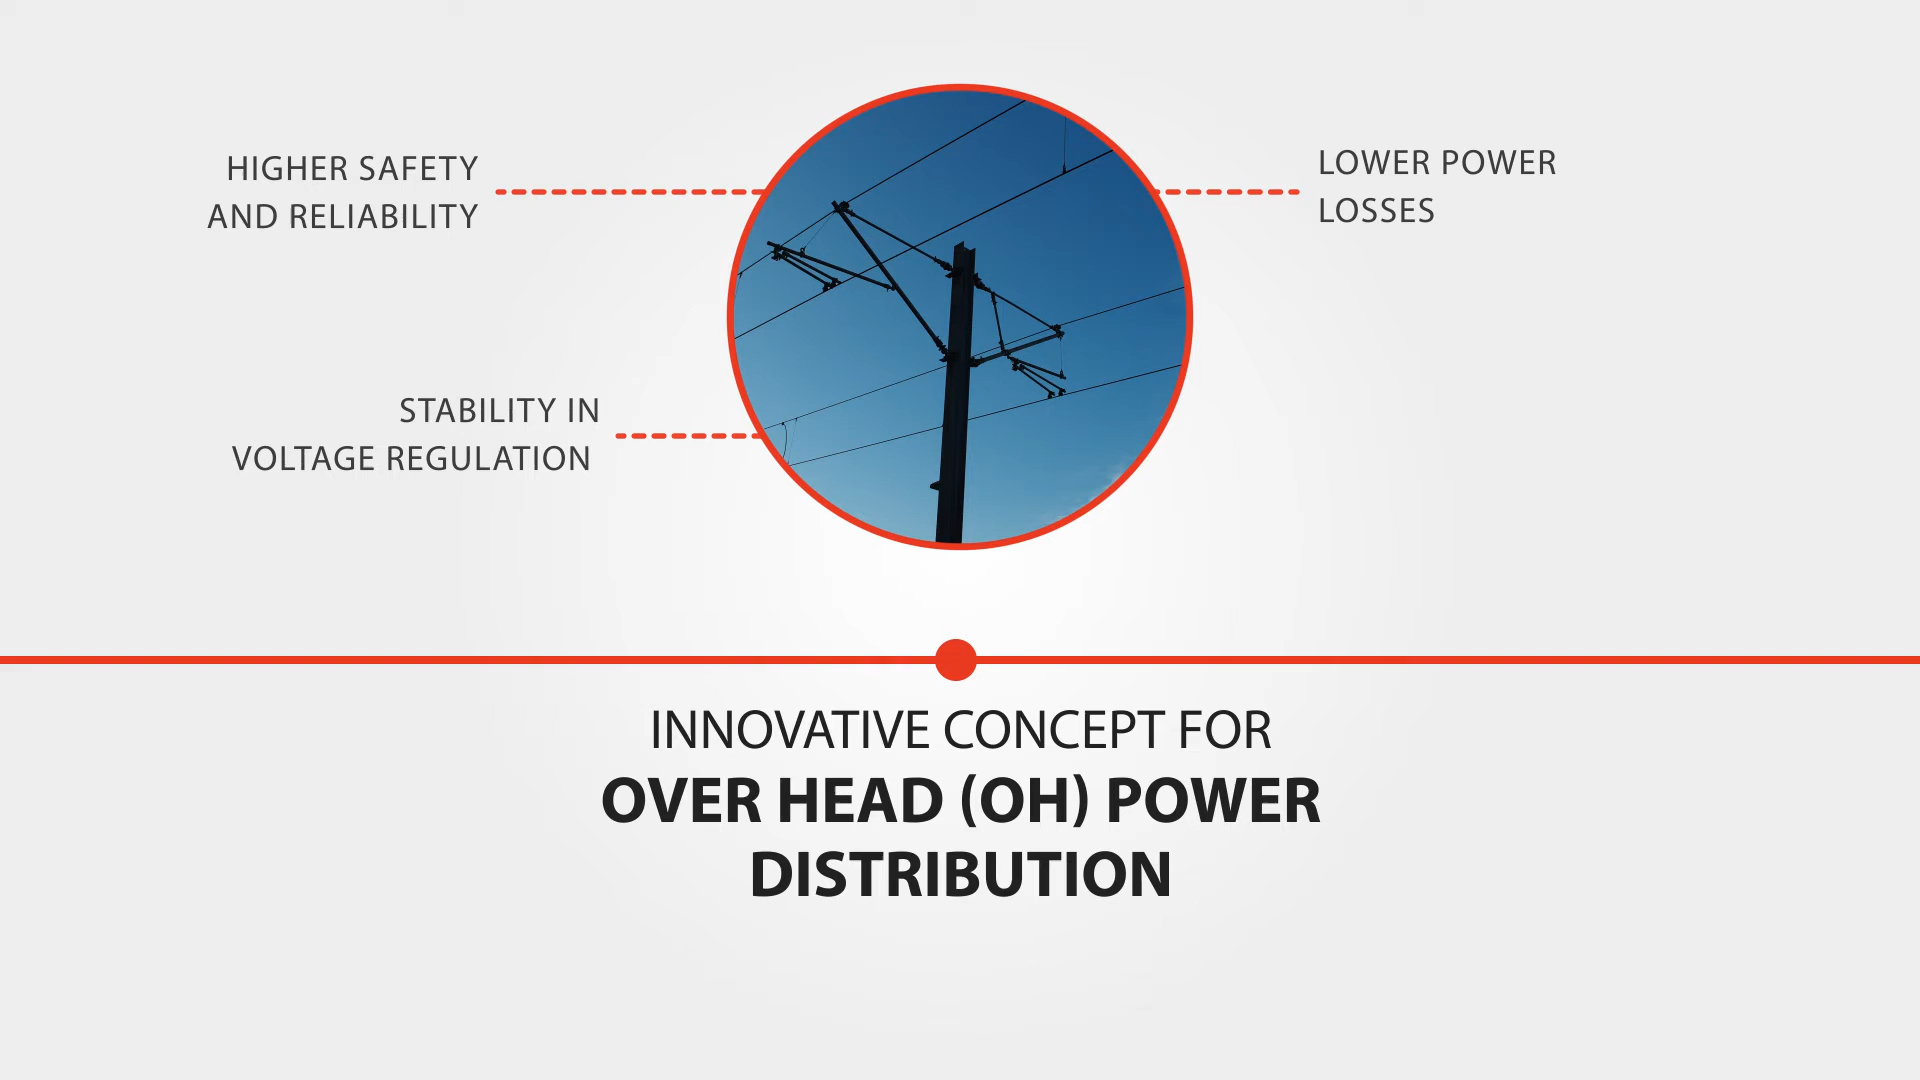 HIGHER SAFETY
AND RELIABILITY
LOWER POWER
LOSSES
STABILITY IN
VOLTAGE REGULATION
INNOVATIVE CONCEPT FOR
OVER HEAD (OH) POWER
DISTRIBUTION